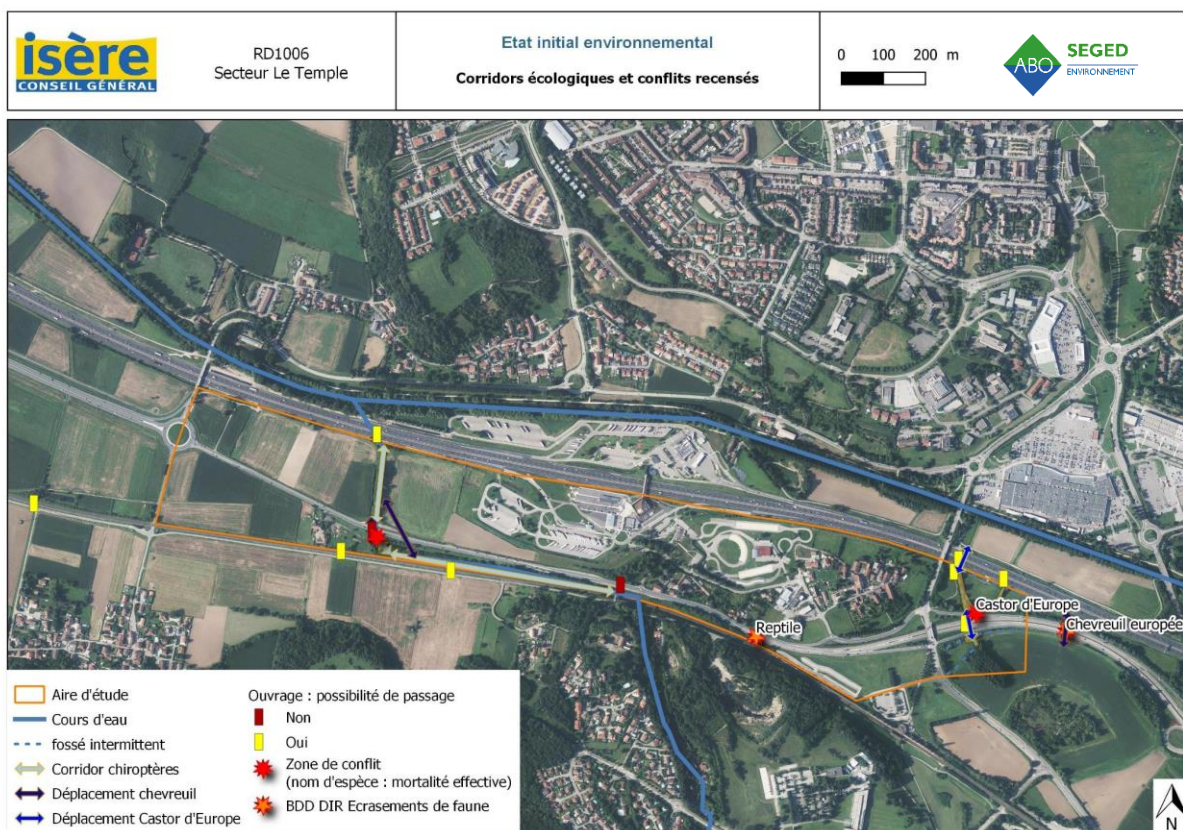 isère
CONSEIL GÉNÉRAL
RD1006
Secteur Le Temple
Etat initial environnemental
Corridors écologiques et conflits recensés
0 100 200 m
ABO
SEGED
ENVIRONNEMENT
Castor d'Europe
Chevreuil europée
Reptile
Aire d'étude
Cours d'eau
fossé intermittent
Corridor chiroptères
Déplacement chevreuil
Déplacement Castor d'Europe
Ouvrage : possibilité de passage
Non
Oui
Zone de conflit
(nom d'espèce : mortalité effective)
BDD DIR Ecrasements de faune
N